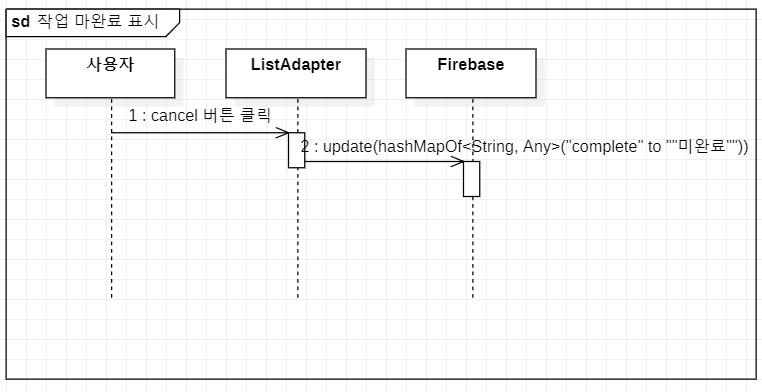 sd 작업 마완료 표시
사용자 ListAdapter Firebase
1 : cancel 버튼 클릭
2 : update(hashMapOf<String, Any>("complete" to ""미완료""))